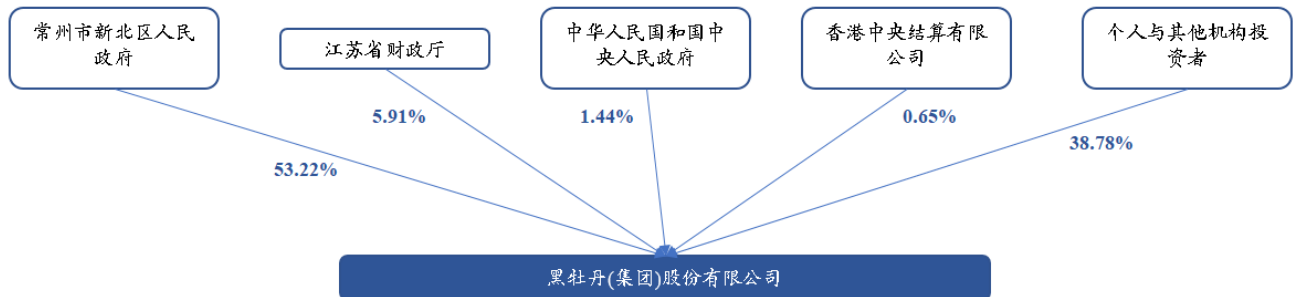 常州市新北区人民
政府
江苏省财政厅
中华人民国和国中
央人民政府
香港中央结算有限
公司
个人与其他机构投
资者
5.91%
1.44%
0.65%
53.22%
38.78%
黑牡丹(集团)股份有限公司